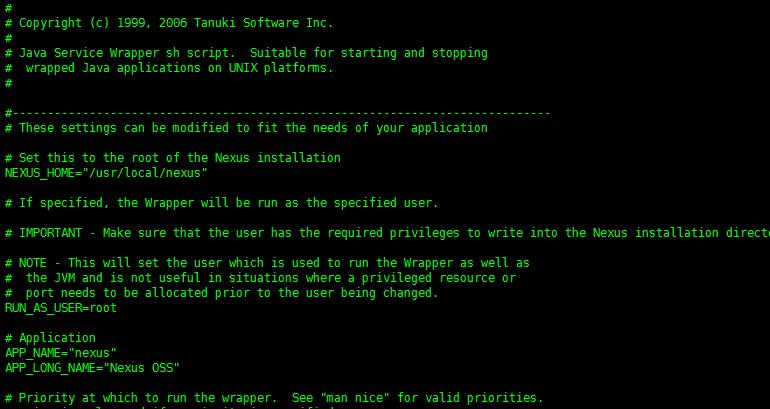 #
# Copyright (c) 1999, 2006 Tanuki Software Inc.
#
# Java Service Wrapper sh script.  Suitable for starting and stopping
#  wrapped Java applications on UNIX platforms.
#
#-----------------------------------------------------------------------------
# These settings can be modified to fit the needs of your application
# Set this to the root of the Nexus installation
NEXUS_HOME="/usr/local/nexus"
# If specified, the Wrapper will be run as the specified user.
# IMPORTANT - Make sure that the user has the required privileges to write into the Nexus installation
# NOTE - This will set the user which is used to run the Wrapper as well as
#  the JVM and is not useful in situations where a privileged resource or
#  port needs to be allocated prior to the user being changed.
RUN_AS_USER=root
# Application
APP_NAME="nexus"
APP_LONG_NAME="Nexus OSS"
# Priority at which to run the wrapper.  See "man nice" for valid priorities.